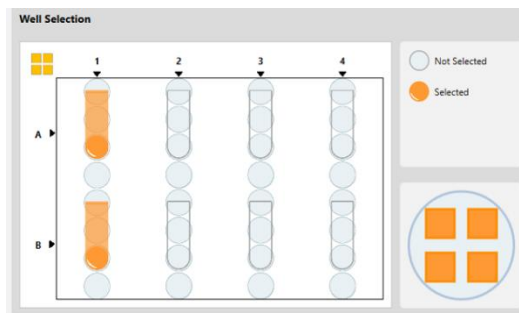 Well Selection
1 2 3 4
Not Selected
Selected
A
B